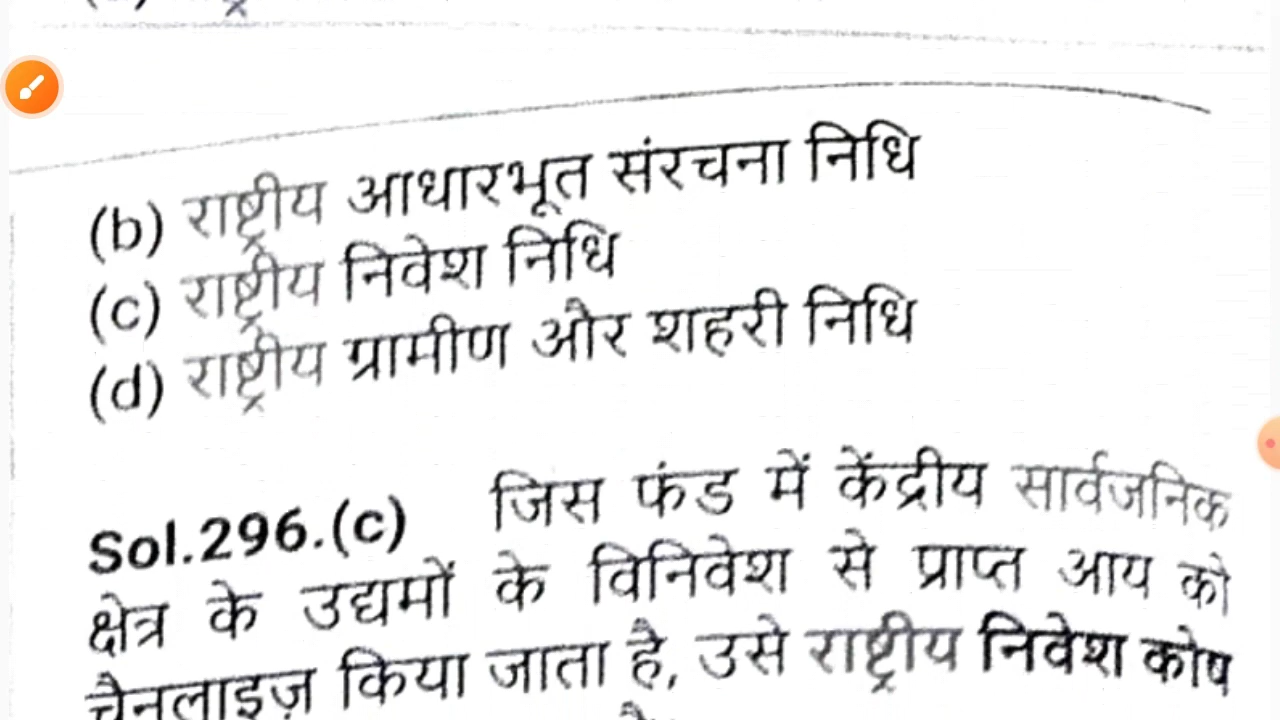 (b) राष्ट्रीय आधारभूत संरचना निधि
(c) राष्ट्रीय निवेश निधि
(d) राष्ट्रीय ग्रामीण और शहरी निधि
Sol.296.(c) जिस फंड में केंद्रीय सार्वजनिक
क्षेत्र के उद्यमों के विनिवेश से प्राप्त आय को
चैनलाइज़ किया जाता है, उसे राष्ट्रीय निवेश कोष